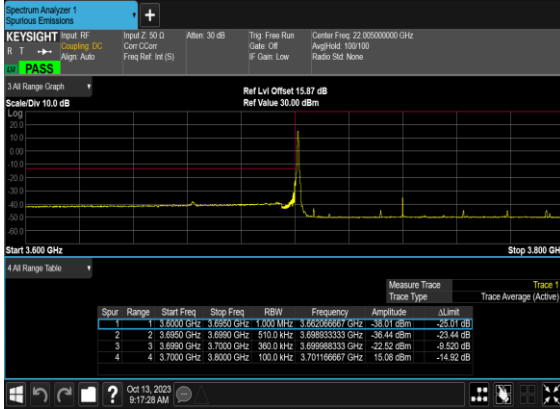 Spectrum Analyzer 1
Spurious Emissions
KEYSIGHT Input: RF Input Z: 50 Ω Atten: 30 dB Trig: Free Run Center Freq: 22.005000000 GHz
R T Coupling: DC Corr CCorr Gate: Off Avg|Hold: 100/100
Align: Auto Freq Ref: Int (S) IF Gain: Low Radio Std: None
PASS
3 All Range Graph
Ref Lvl Offset 15.87 dB
Scale/Div 10.0 dB Ref Value 30.00 dBm
Log
20.0
10.0
0.00
-10.0
-20.0
-30.0
-40.0
-50.0
-60.0
Start 3.600 GHz Stop 3.800 GH
4 All Range Table
Measure Trace Trace 1
Trace Type Trace Average (Active)
Spur Range Start Freq Stop Freq RBW Frequency Amplitude ΔLimit
1 1 3.6000 GHz 3.6950 GHz 1.000 MHz 3.662066667 GHz -38.01 dBm -25.01 dB
2 2 3.6950 GHz 3.6990 GHz 510.0 kHz 3.698933333 GHz -36.44 dBm -23.44 dB
3 3 3.6990 GHz 3.7000 GHz 360.0 kHz 3.699988333 GHz -22.52 dBm -9.520 dB
4 4 3.7000 GHz 3.8000 GHz 100.0 kHz 3.701166667 GHz 15.08 dBm -14.92 dB
Oct 13, 2023
9:17:28 AM